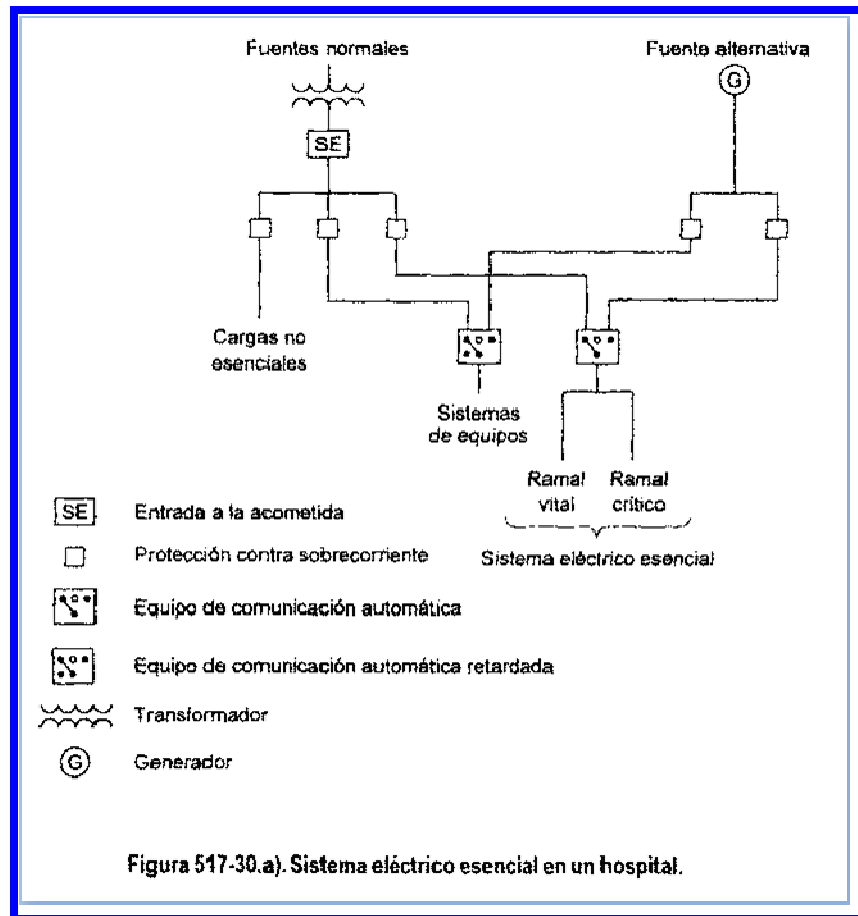 Fuentes normales
Fuente alternativa
G
SE
Cargas no
esenciales
Sistemas
de equipos
Ramal
vital
Ramal
crítico
Sistema eléctrico esencial
SE Entrada a la acometida
Protección contra sobrecorriente
Equipo de comunicación automática
Equipo de comunicación automática retardada
Transformador
G Generador
Figura 517-30.a). Sistema eléctrico esencial en un hospital.